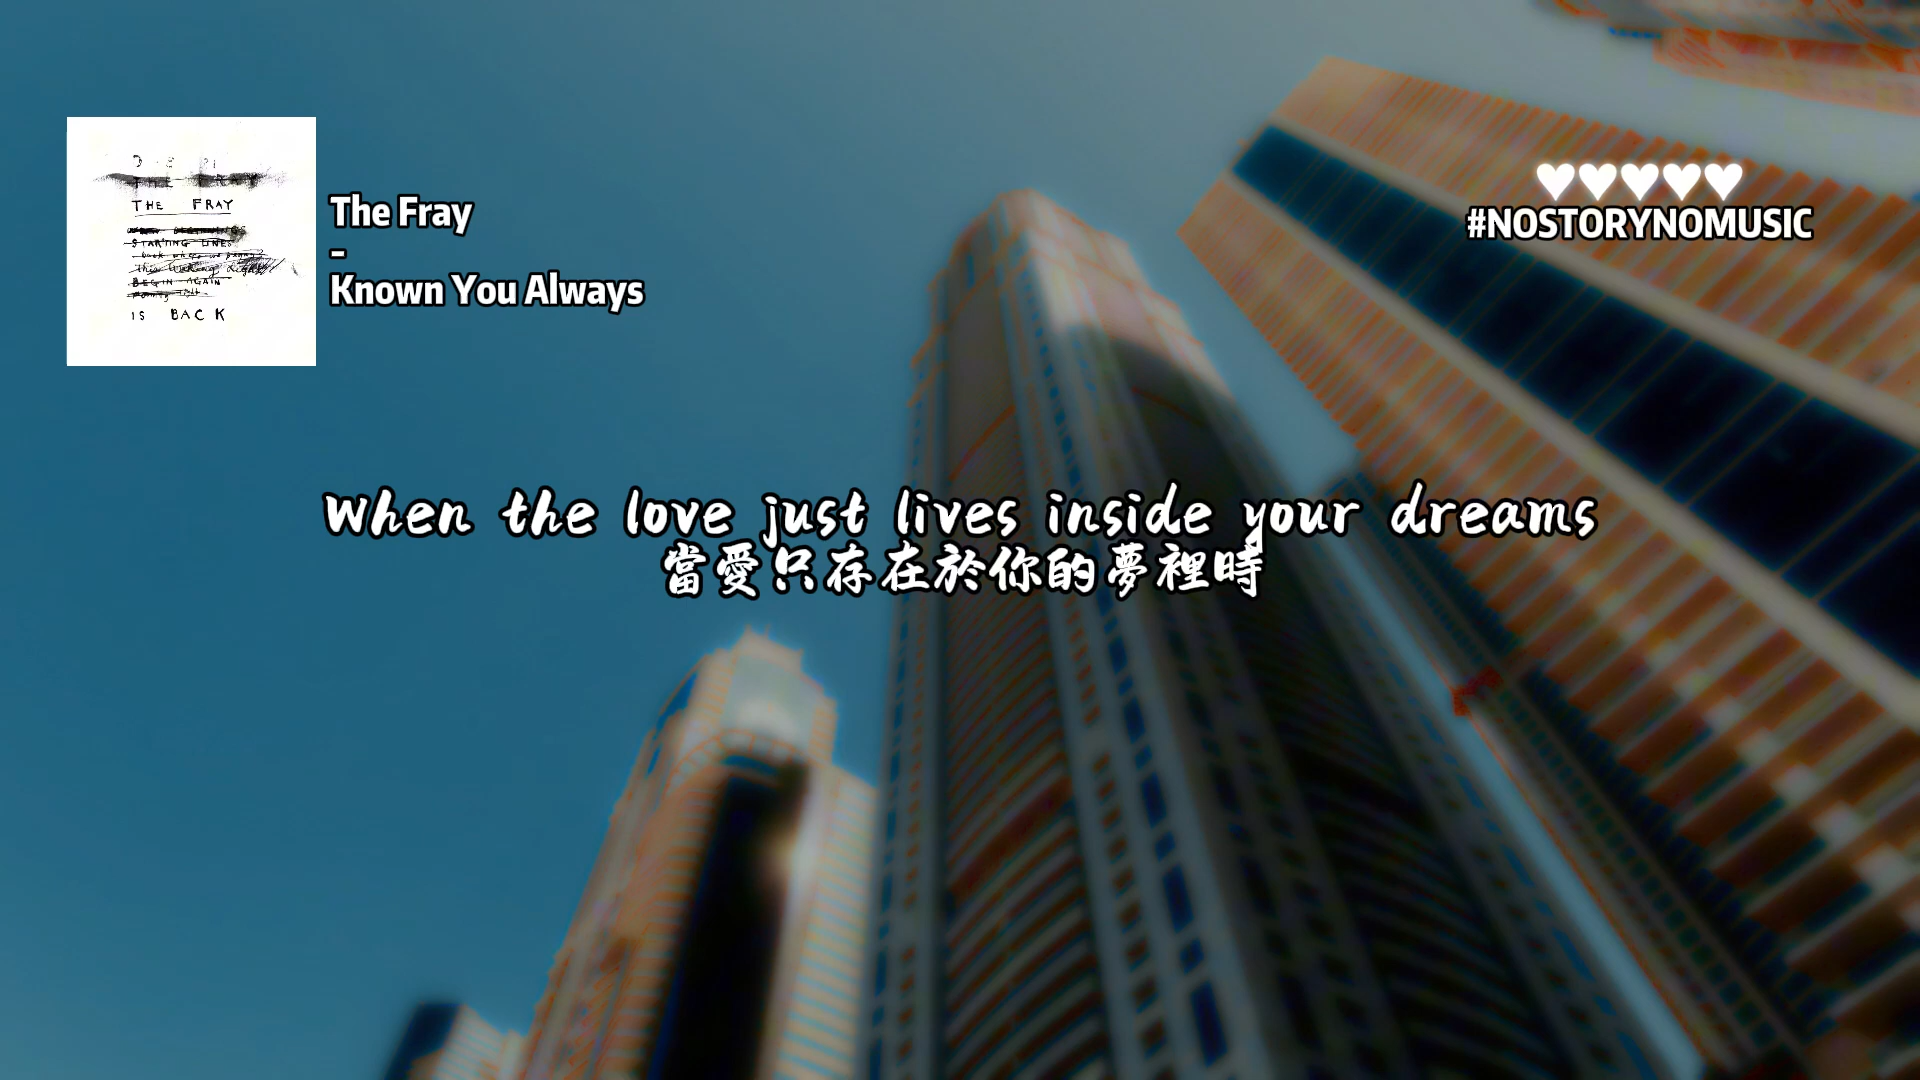 THE FRAY
STARTING LINES
BEGIN AGAIN
IS BACK
The Fray
-
Known You Always
♥♥♥♥♥
#NOSTORYNOMUSIC
When the love just lives inside your dreams
當愛只存在於你的夢裡時